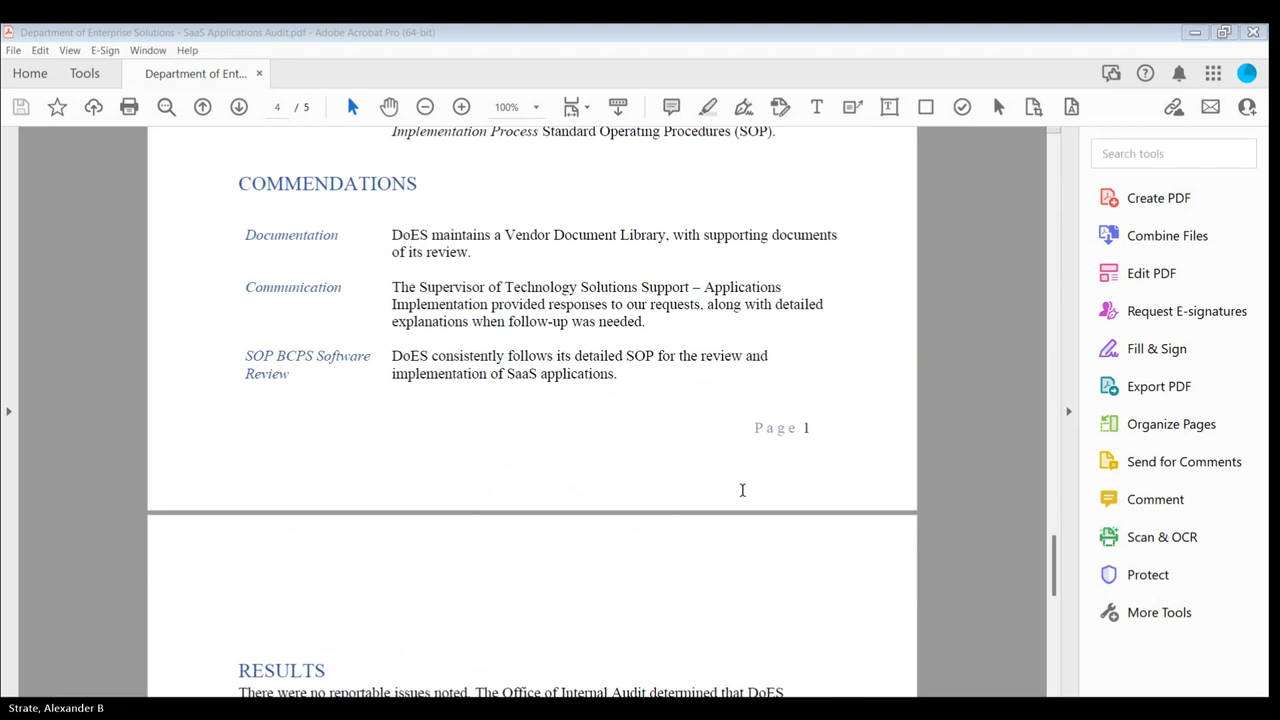 Department of Enterprise Solutions - SaaS Applications Audit.pdf - Adobe Acrobat Pro (64-bit)
File Edit View E-Sign Window Help
Home Tools Department of Ent... ×
4 / 5 100%
Implementation Process Standard Operating Procedures (SOP).
COMMENDATIONS
Documentation DoES maintains a Vendor Document Library, with supporting documents
of its review.
Communication The Supervisor of Technology Solutions Support – Applications
Implementation provided responses to our requests, along with detailed
explanations when follow-up was needed.
SOP BCPS Software DoES consistently follows its detailed SOP for the review and
Review implementation of SaaS applications.
Page 1
RESULTS
There were no reportable issues noted. The Office of Internal Audit determined that DoES
Search tools
Create PDF
Combine Files
Edit PDF
Request E-signatures
Fill & Sign
Export PDF
Organize Pages
Send for Comments
Comment
Scan & OCR
Protect
More Tools
Strate, Alexander B